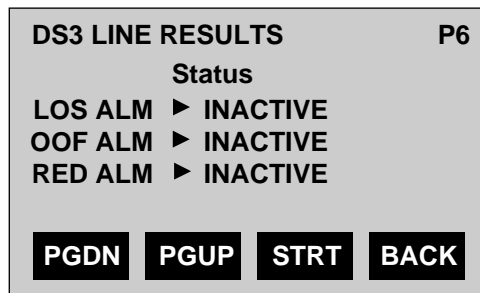 DS3 LINE RESULTS P6
Status
LOS ALM ► INACTIVE
OOF ALM ► INACTIVE
RED ALM ► INACTIVE
PGDN PGUP STRT BACK